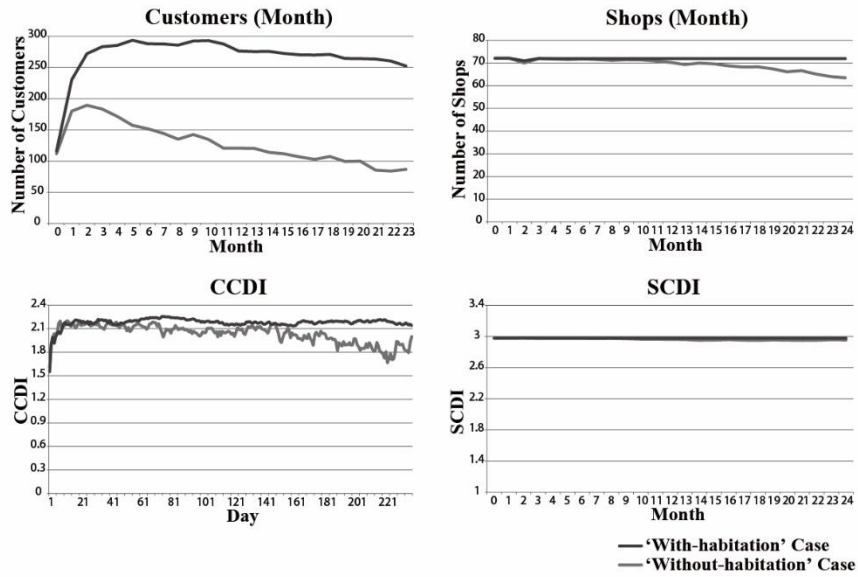 Customers (Month)
300
250
200
150
100
50
0
Number of Customers
0 1 2 3 4 5 6 7 8 9 10 11 12 13 14 15 16 17 18 19 20 21 22 23
Month
Shops (Month)
80
70
60
50
40
30
20
10
0
Number of Shops
0 1 2 3 4 5 6 7 8 9 10 11 12 13 14 15 16 17 18 19 20 21 22 23 24
Month
CCDI
2.4
2.1
1.8
1.5
1.2
0.9
0.6
0.3
0
CCDI
1 21 41 61 81 101 121 141 161 181 201 221
Day
SCDI
3.4
3
2.6
2.2
1.8
1.4
1
SCDI
0 1 2 3 4 5 6 7 8 9 10 11 12 13 14 15 16 17 18 19 20 21 22 23 24
Month
‘With-habitation’ Case
‘Without-habitation’ Case